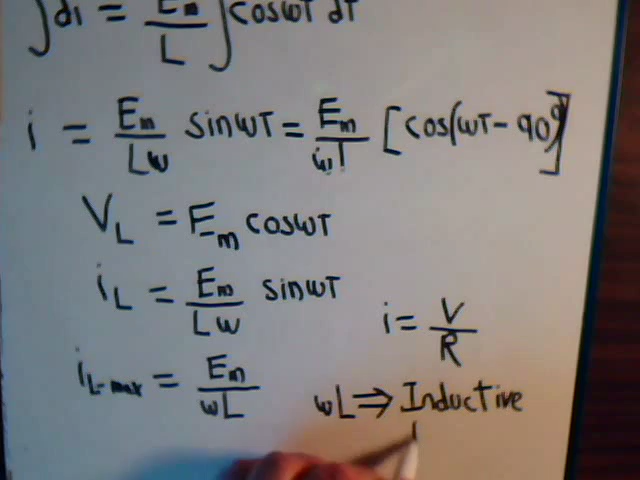 ∫di = Em/L ∫cosωT dT
i = Em/Lω sinωT = Em/ωT [cos(ωT - 90°)]
VL = Em cosωT
iL = Em/Lω sinωT
i = V/R
iL-max = Em/ωL
ωL ⇒ Inductive